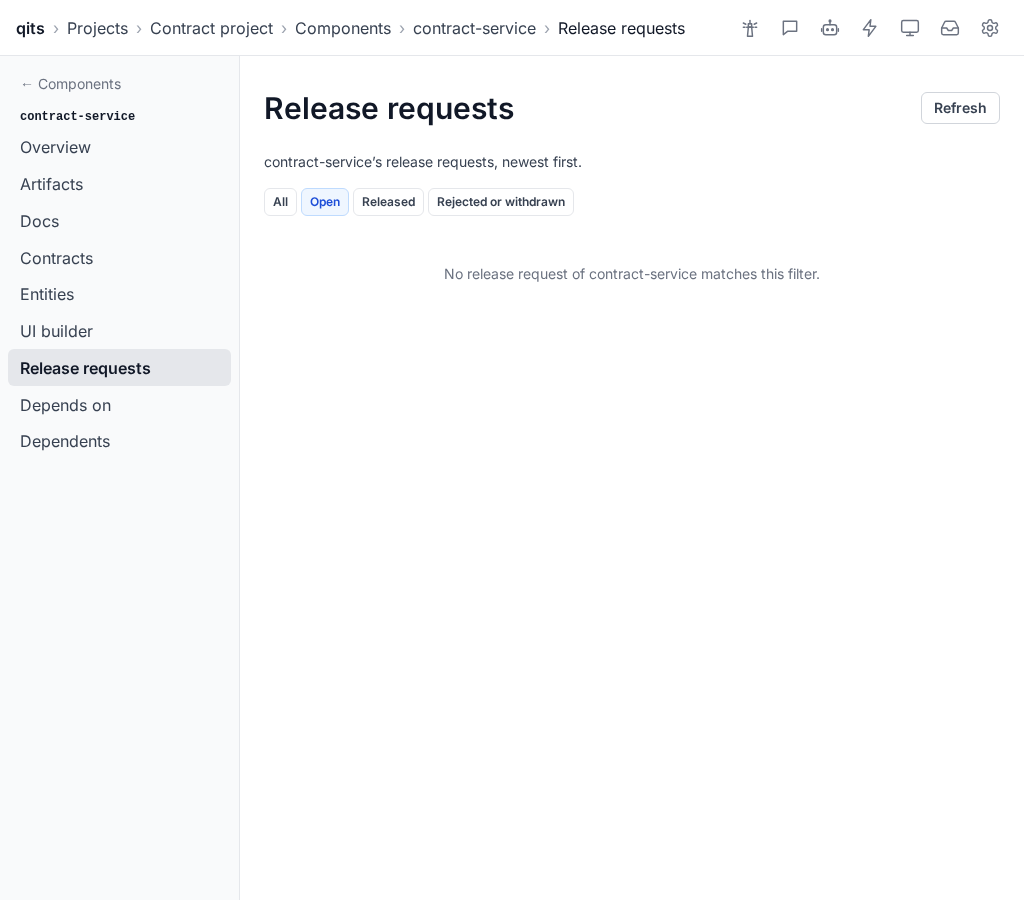 qits › Projects › Contract project › Components › contract-service › Release requests
← Components
contract-service
Overview
Artifacts
Docs
Contracts
Entities
UI builder
Release requests
Depends on
Dependents
Release requests
Refresh
contract-service’s release requests, newest first.
All Open Released Rejected or withdrawn
No release request of contract-service matches this filter.